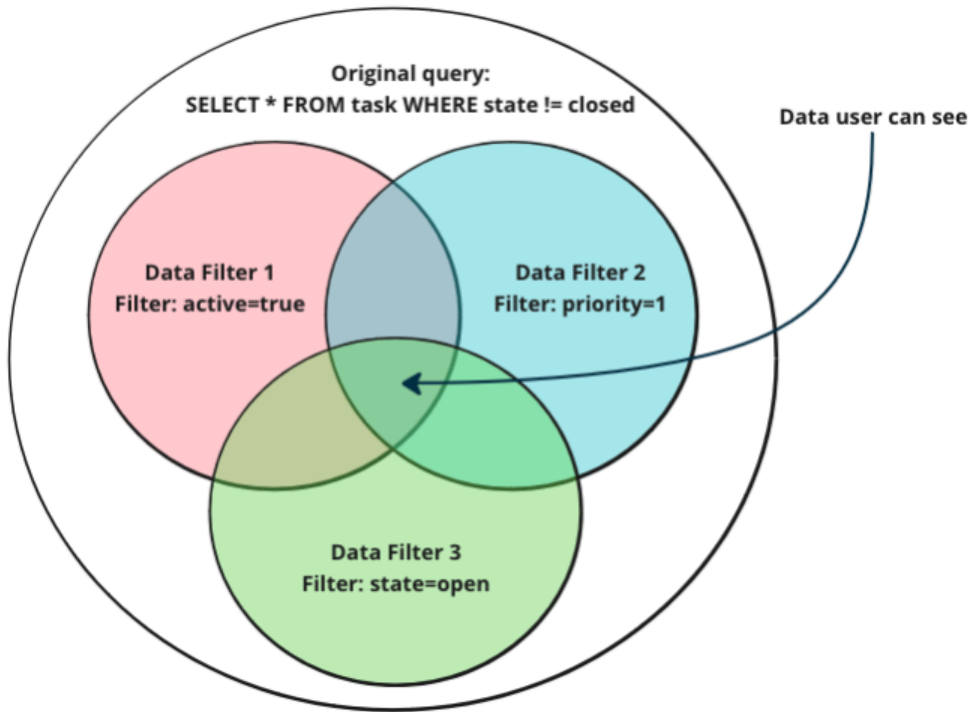 Original query:
SELECT * FROM task WHERE state != closed
Data user can see
Data Filter 1
Filter: active=true
Data Filter 2
Filter: priority=1
Data Filter 3
Filter: state=open